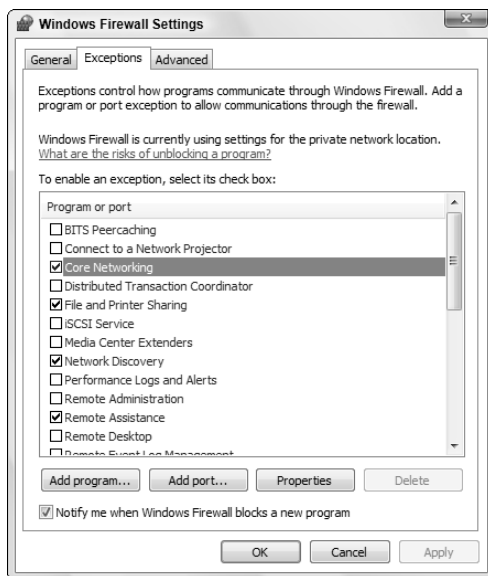 Windows Firewall Settings
General Exceptions Advanced
Exceptions control how programs communicate through Windows Firewall. Add a
program or port exception to allow communications through the firewall.
Windows Firewall is currently using settings for the private network location.
What are the risks of unblocking a program?
To enable an exception, select its check box:
Program or port
BITS Peercaching
Connect to a Network Projector
Core Networking
Distributed Transaction Coordinator
File and Printer Sharing
iSCSI Service
Media Center Extenders
Network Discovery
Performance Logs and Alerts
Remote Administration
Remote Assistance
Remote Desktop
Remote Event Log Management
Add program... Add port... Properties Delete
Notify me when Windows Firewall blocks a new program
OK Cancel Apply